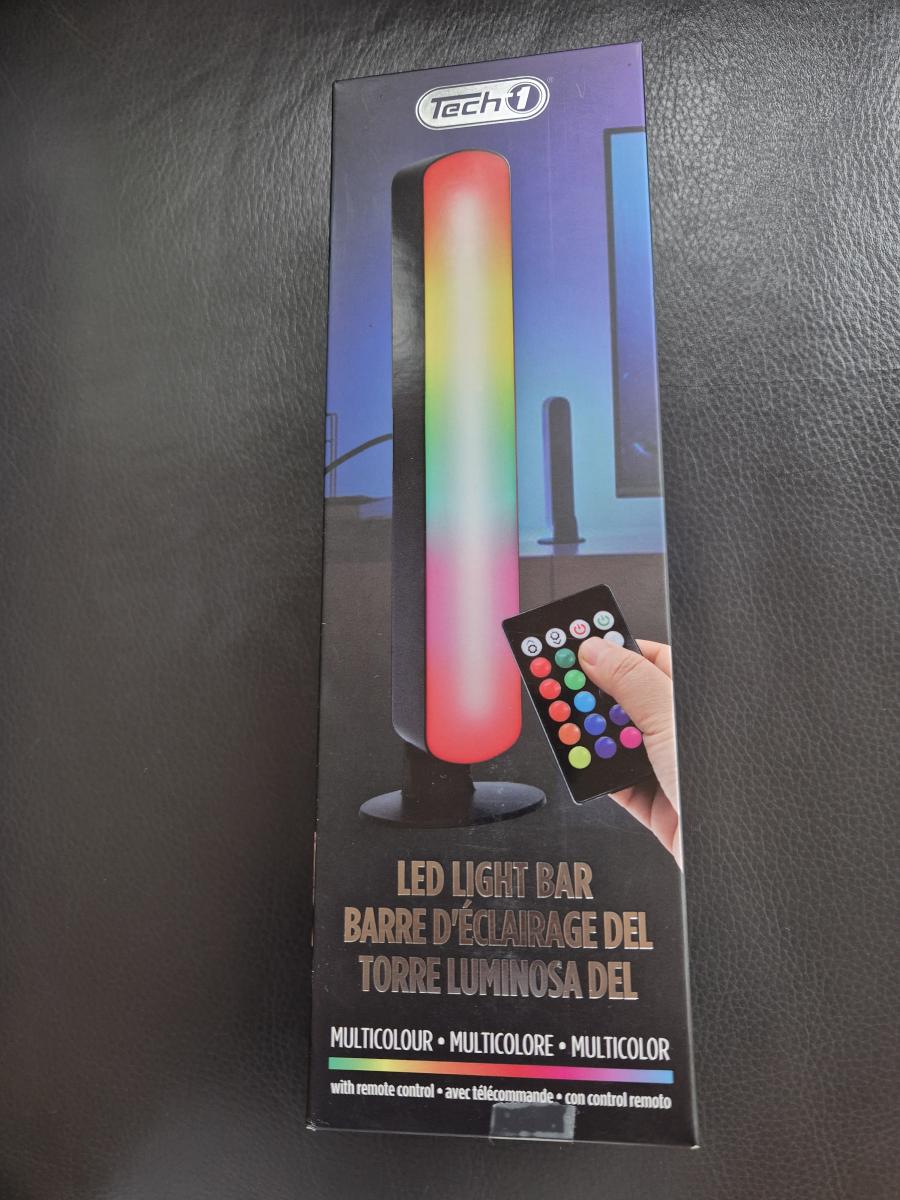 Tech 1®
LED LIGHT BAR
BARRE D'ÉCLAIRAGE DEL
TORRE LUMINOSA DEL
MULTICOLOUR • MULTICOLORE • MULTICOLOR
with remote control • avec télécommande • con control remoto